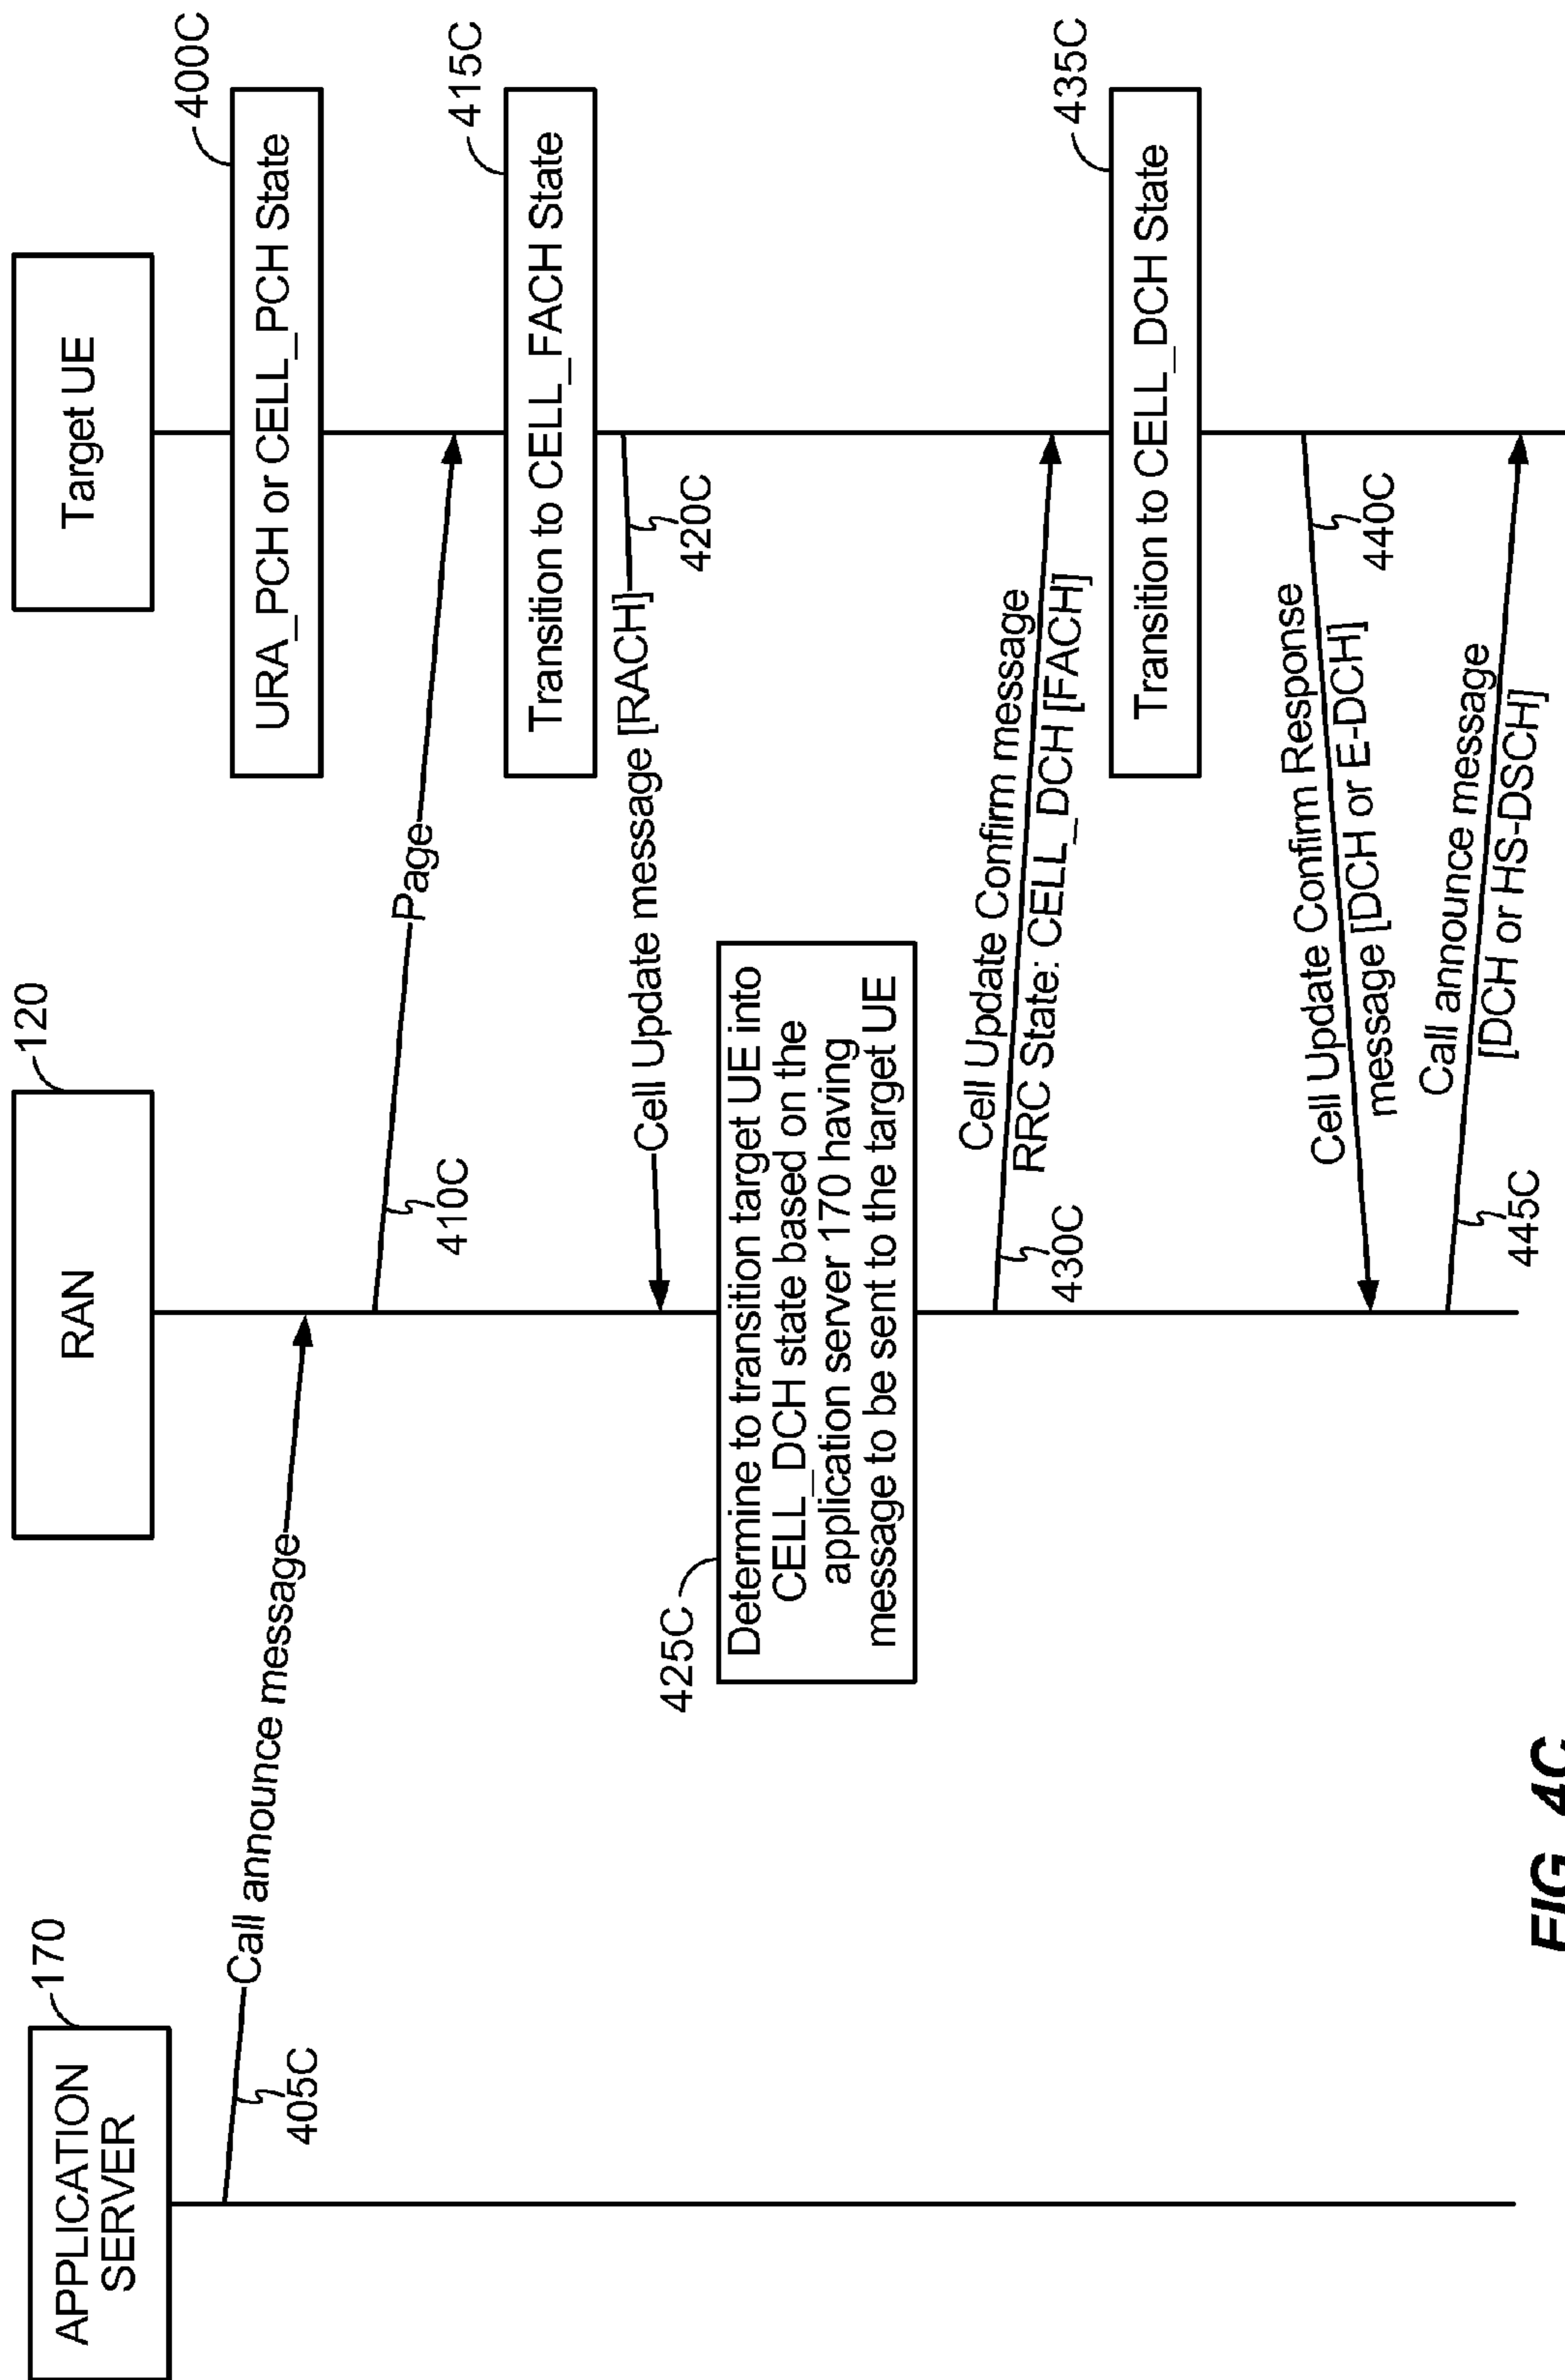 APPLICATION
SERVER
170
RAN
120
Target UE
URA_PCH or CELL_PCH State
400C
Call announce message
405C
Page
410C
Transition to CELL_FACH State
415C
Cell Update message [RACH]
420C
425C
Determine to transition target UE into
CELL_DCH state based on the
application server 170 having
message to be sent to the target UE
Cell Update Confirm message
RRC State: CELL_DCH [FACH]
430C
Transition to CELL_DCH State
435C
Cell Update Confirm Response
message [DCH or E-DCH]
440C
Call announce message
[DCH or HS-DSCH]
445C
FIG. 4C